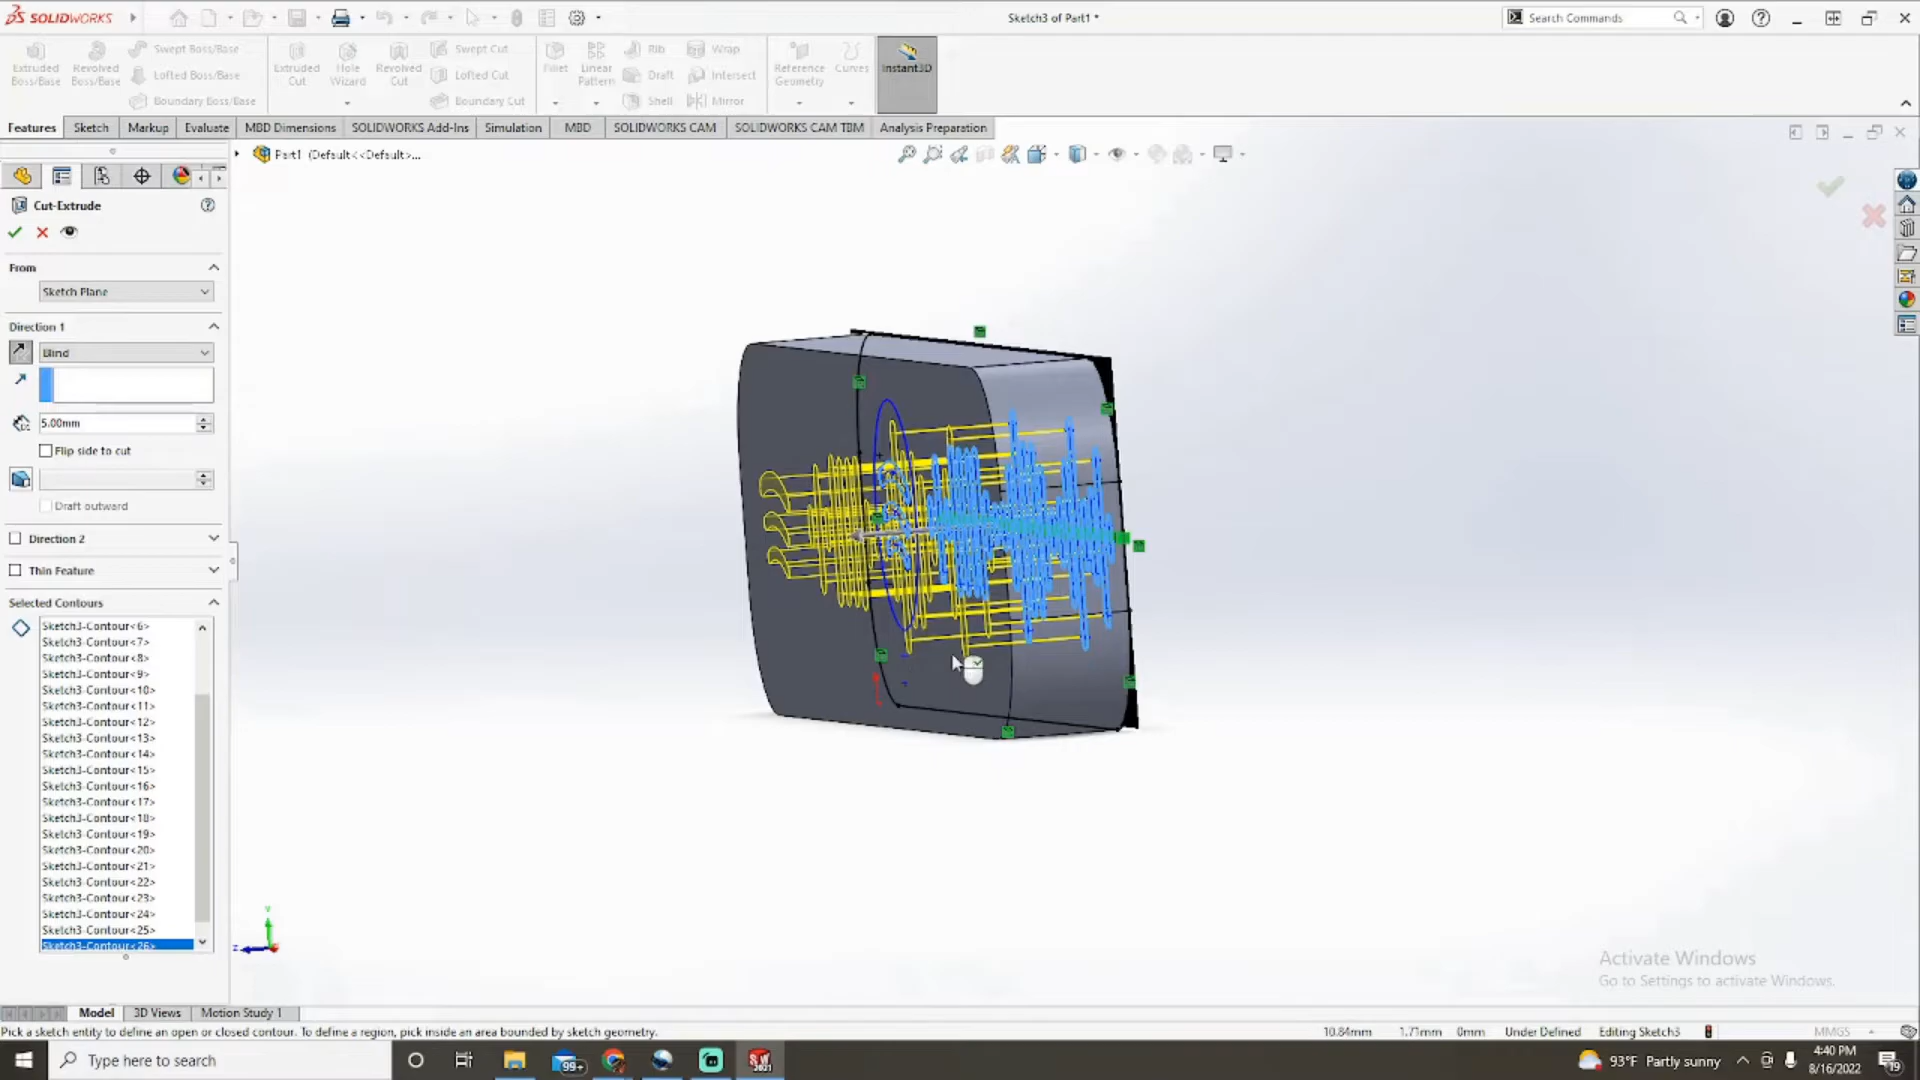 SOLIDWORKS
Sketch3 of Part1 *
Search Commands
Extruded Boss/Base
Revolved Boss/Base
Swept Boss/Base
Lofted Boss/Base
Boundary Boss/Base
Extruded Cut
Hole Wizard
Revolved Cut
Swept Cut
Lofted Cut
Boundary Cut
Fillet
Linear Pattern
Rib
Draft
Shell
Wrap
Intersect
Mirror
Reference Geometry
Curves
Instant3D
Features Sketch Markup Evaluate MBD Dimensions SOLIDWORKS Add-Ins Simulation MBD SOLIDWORKS CAM SOLIDWORKS CAM TBM Analysis Preparation
Part1 (Default<<Default>...
Cut-Extrude
From
Sketch Plane
Direction 1
Blind
5.00mm
Flip side to cut
Draft outward
Direction 2
Thin Feature
Selected Contours
Sketch3-Contour<6>
Sketch3-Contour<7>
Sketch3-Contour<8>
Sketch3-Contour<9>
Sketch3-Contour<10>
Sketch3-Contour<11>
Sketch3-Contour<12>
Sketch3-Contour<13>
Sketch3-Contour<14>
Sketch3-Contour<15>
Sketch3-Contour<16>
Sketch3-Contour<17>
Sketch3-Contour<18>
Sketch3-Contour<19>
Sketch3-Contour<20>
Sketch3-Contour<21>
Sketch3-Contour<22>
Sketch3-Contour<23>
Sketch3-Contour<24>
Sketch3-Contour<25>
Sketch3-Contour<26>
Activate Windows
Go to Settings to activate Windows.
Model 3D Views Motion Study 1
Pick a sketch entity to define an open or closed contour. To define a region, pick inside an area bounded by sketch geometry.
10.84mm 1.71mm 0mm Under Defined Editing Sketch3 MMGS
Type here to search
99+
SW 2021
93°F Partly sunny
4:40 PM
8/16/2022
19